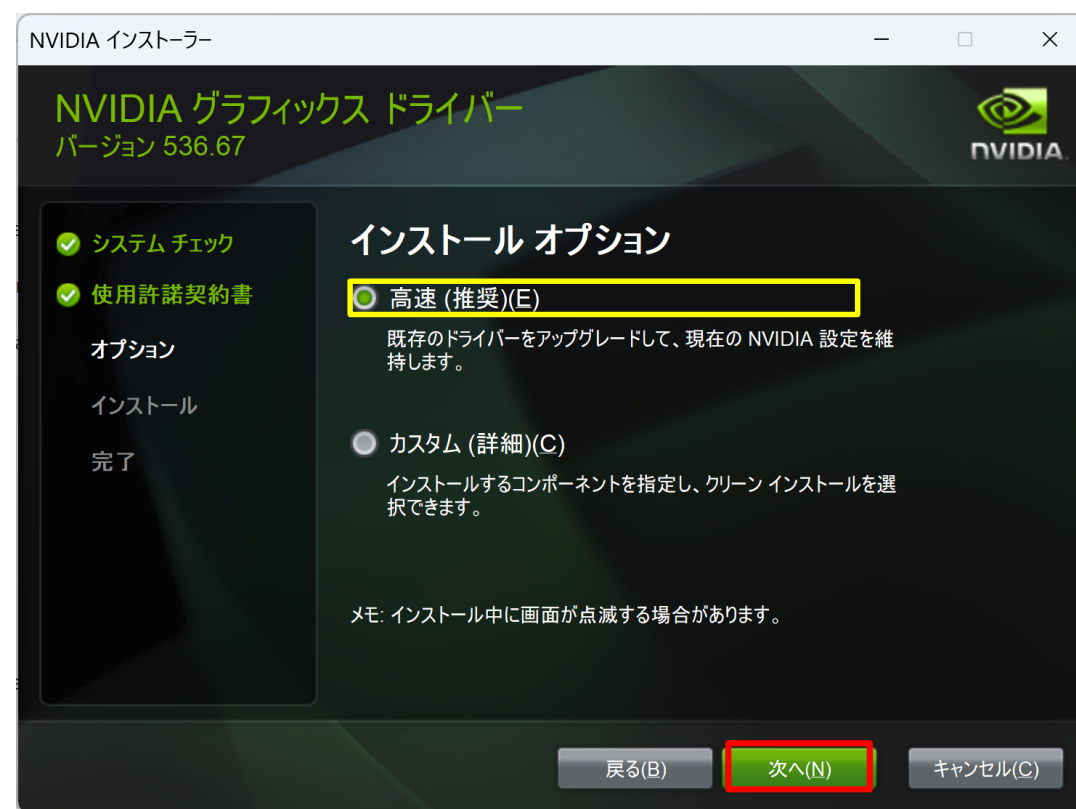 NVIDIA インストーラー
NVIDIA グラフィックス ドライバー
バージョン 536.67
NVIDIA.
システム チェック
使用許諾契約書
オプション
インストール
完了
インストール オプション
高速 (推奨)(E)
既存のドライバーをアップグレードして、現在の NVIDIA 設定を維
持します。
カスタム (詳細)(C)
インストールするコンポーネントを指定し、クリーン インストールを選
択できます。
メモ: インストール中に画面が点滅する場合があります。
戻る(B)
次へ(N)
キャンセル(C)